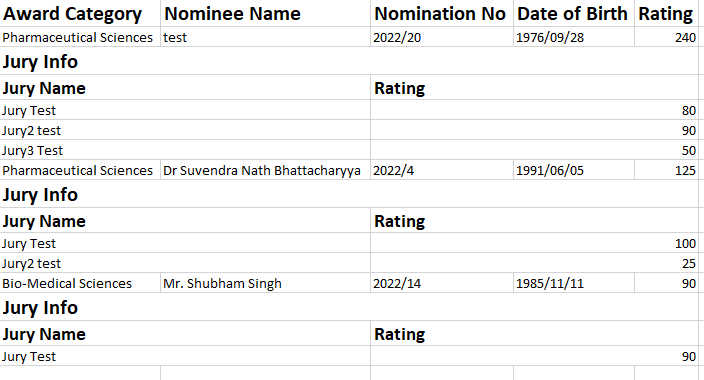 Award Category Nominee Name Nomination No Date of Birth Rating
Pharmaceutical Sciences test 2022/20 1976/09/28 240
Jury Info
Jury Name Rating
Jury Test 80
Jury2 test 90
Jury3 Test 50
Pharmaceutical Sciences Dr Suvendra Nath Bhattacharyya 2022/4 1991/06/05 125
Jury Info
Jury Name Rating
Jury Test 100
Jury2 test 25
Bio-Medical Sciences Mr. Shubham Singh 2022/14 1985/11/11 90
Jury Info
Jury Name Rating
Jury Test 90